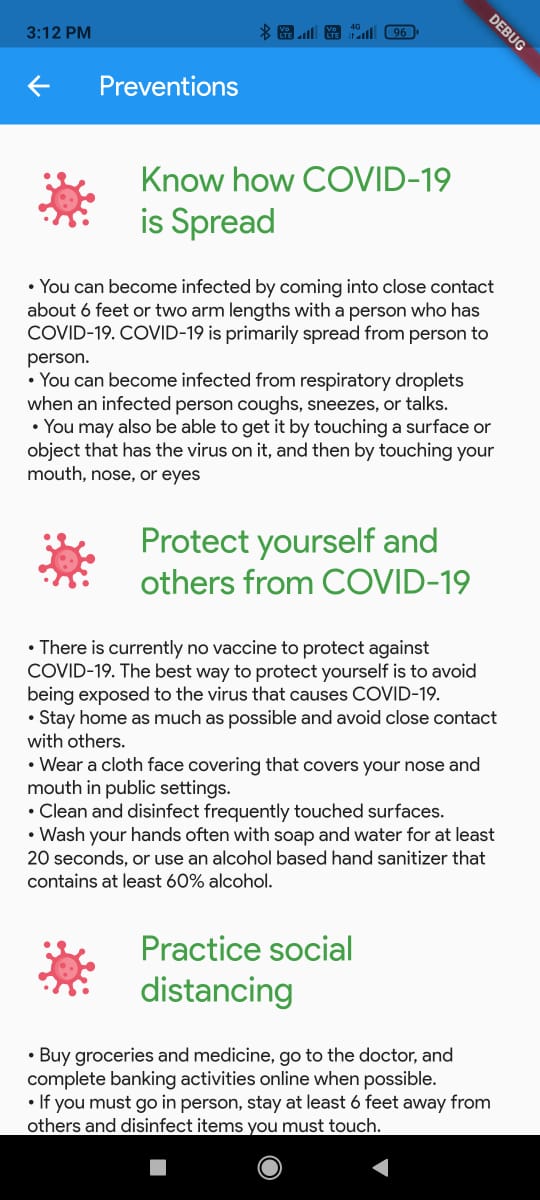 3:12 PM
Vo LTE Vo LTE 4G 96
DEBUG
Preventions
Know how COVID-19
is Spread
• You can become infected by coming into close contact
about 6 feet or two arm lengths with a person who has
COVID-19. COVID-19 is primarily spread from person to
person.
• You can become infected from respiratory droplets
when an infected person coughs, sneezes, or talks.
• You may also be able to get it by touching a surface or
object that has the virus on it, and then by touching your
mouth, nose, or eyes
Protect yourself and
others from COVID-19
• There is currently no vaccine to protect against
COVID-19. The best way to protect yourself is to avoid
being exposed to the virus that causes COVID-19.
• Stay home as much as possible and avoid close contact
with others.
• Wear a cloth face covering that covers your nose and
mouth in public settings.
• Clean and disinfect frequently touched surfaces.
• Wash your hands often with soap and water for at least
20 seconds, or use an alcohol based hand sanitizer that
contains at least 60% alcohol.
Practice social
distancing
• Buy groceries and medicine, go to the doctor, and
complete banking activities online when possible.
• If you must go in person, stay at least 6 feet away from
others and disinfect items you must touch.